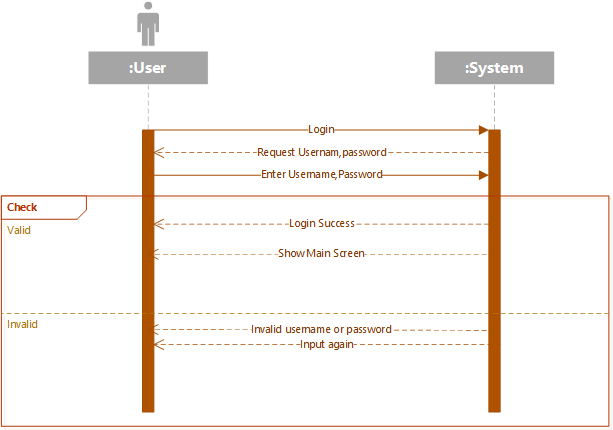 :User
:System
Login
Request Usernam,password
Enter Username,Password
Check
Valid
Login Success
Show Main Screen
Invalid
Invalid username or password
Input again